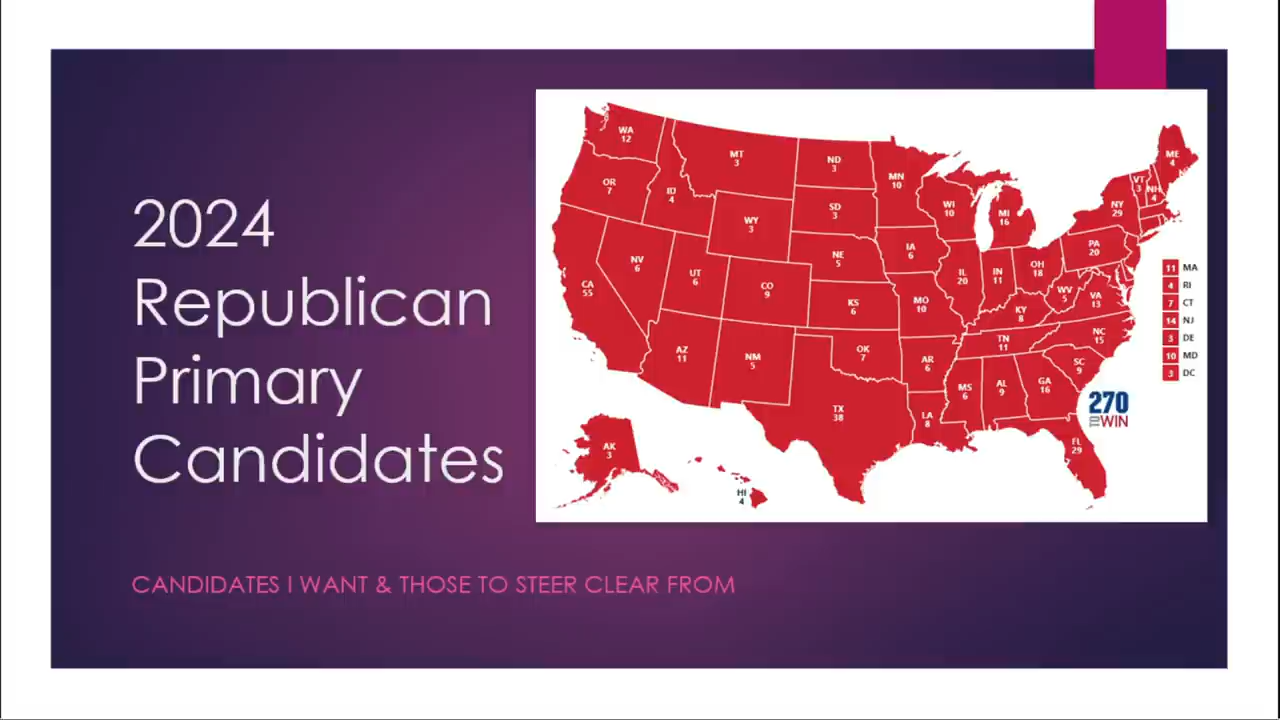 2024
Republican
Primary
Candidates
CANDIDATES I WANT & THOSE TO STEER CLEAR FROM
WA
12
OR
7
CA
55
NV
6
ID
4
MT
3
WY
3
UT
6
CO
9
AZ
11
NM
5
ND
3
SD
3
NE
5
KS
6
OK
7
TX
38
MN
10
IA
6
MO
10
AR
6
LA
8
WI
10
IL
20
MI
16
IN
11
OH
18
KY
8
TN
11
MS
6
AL
9
GA
16
FL
29
SC
9
NC
15
VA
13
WV
5
PA
20
NY
29
VT
3
NH
4
ME
4
AK
3
HI
4
11 MA
4 RI
7 CT
14 NJ
3 DE
10 MD
3 DC
270
TO WIN